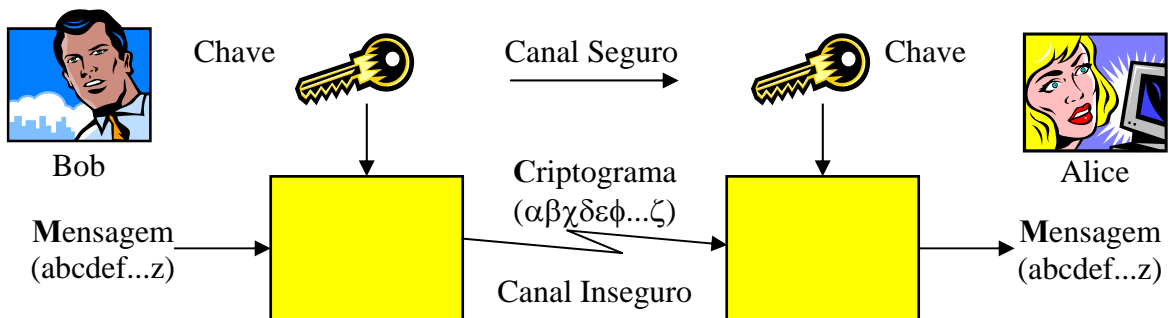 Chave
Canal Seguro
Chave
Bob
Alice
Criptograma
(αβχδεϕ...ζ)
Mensagem
(abcdef...z)
Mensagem
(abcdef...z)
Canal Inseguro